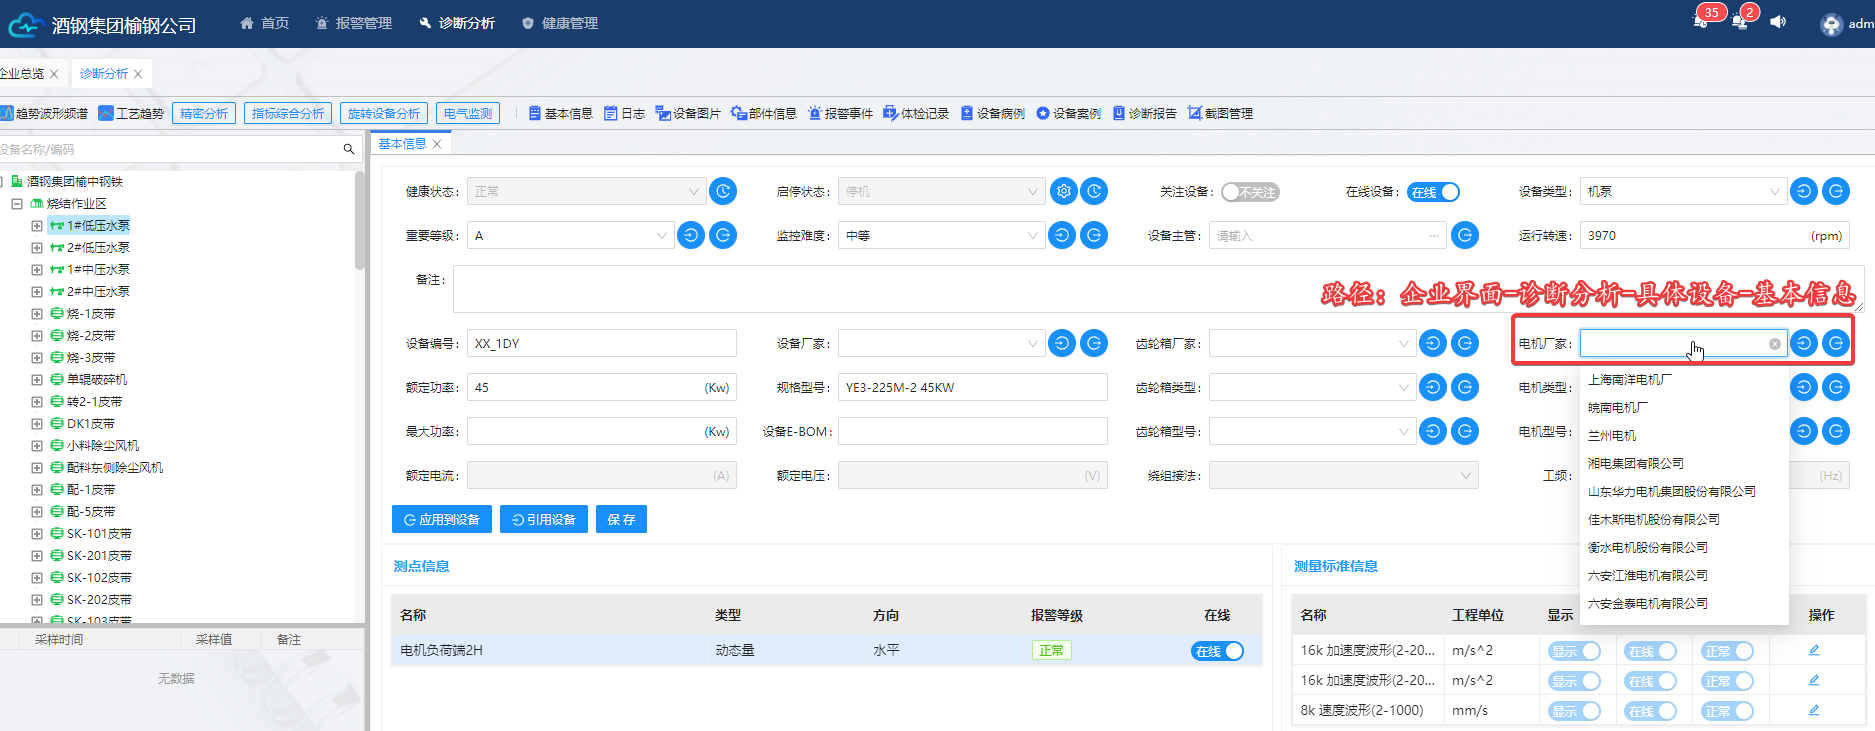 酒钢集团榆钢公司 首页 报警管理 诊断分析 健康管理 35 2 adm
企业总览 诊断分析
趋势波形频谱 工艺趋势 精密分析 指标综合分析 旋转设备分析 电气监测 基本信息 日志 设备图片 部件信息 报警事件 体检记录 设备病例 设备案例 诊断报告 截图管理
设备名称/编码
基本信息
酒钢集团榆中钢铁
烧结作业区
1#低压水泵
2#低压水泵
1#中压水泵
2#中压水泵
烧-1皮带
烧-2皮带
烧-3皮带
单辊破碎机
转2-1皮带
DK1皮带
小料除尘风机
配料东侧除尘风机
配-1皮带
配-5皮带
SK-101皮带
SK-201皮带
SK-102皮带
SK-202皮带
SK-103皮带
采样时间 采样值 备注
无数据
健康状态: 正常 启停状态: 停机 关注设备: 不关注 在线设备: 在线 设备类型: 机泵
重要等级: A 监控难度: 中等 设备主管: 请输入 ... 运行转速: 3970 (rpm)
备注:
路径：企业界面-诊断分析-具体设备-基本信息
设备编号: XX_1DY 设备厂家: 齿轮箱厂家: 电机厂家:
额定功率: 45 (Kw) 规格型号: YE3-225M-2 45KW 齿轮箱类型: 电机类型:
最大功率: (Kw) 设备E-BOM: 齿轮箱型号: 电机型号:
额定电流: (A) 额定电压: (V) 绕组接法: 工频: (Hz)
上海南洋电机厂
皖南电机厂
兰州电机
湘电集团有限公司
山东华力电机集团股份有限公司
佳木斯电机股份有限公司
衡水电机股份有限公司
六安江淮电机有限公司
六安金泰电机有限公司
应用到设备 引用设备 保 存
测点信息
名称 类型 方向 报警等级 在线
电机负荷端2H 动态量 水平 正常 在线
测量标准信息
名称 工程单位 显示 操作
16k 加速度波形(2-20... m/s^2 显示 在线 正常
16k 加速度波形(2-20... m/s^2 显示 在线 正常
8k 速度波形(2-1000) mm/s 显示 在线 正常